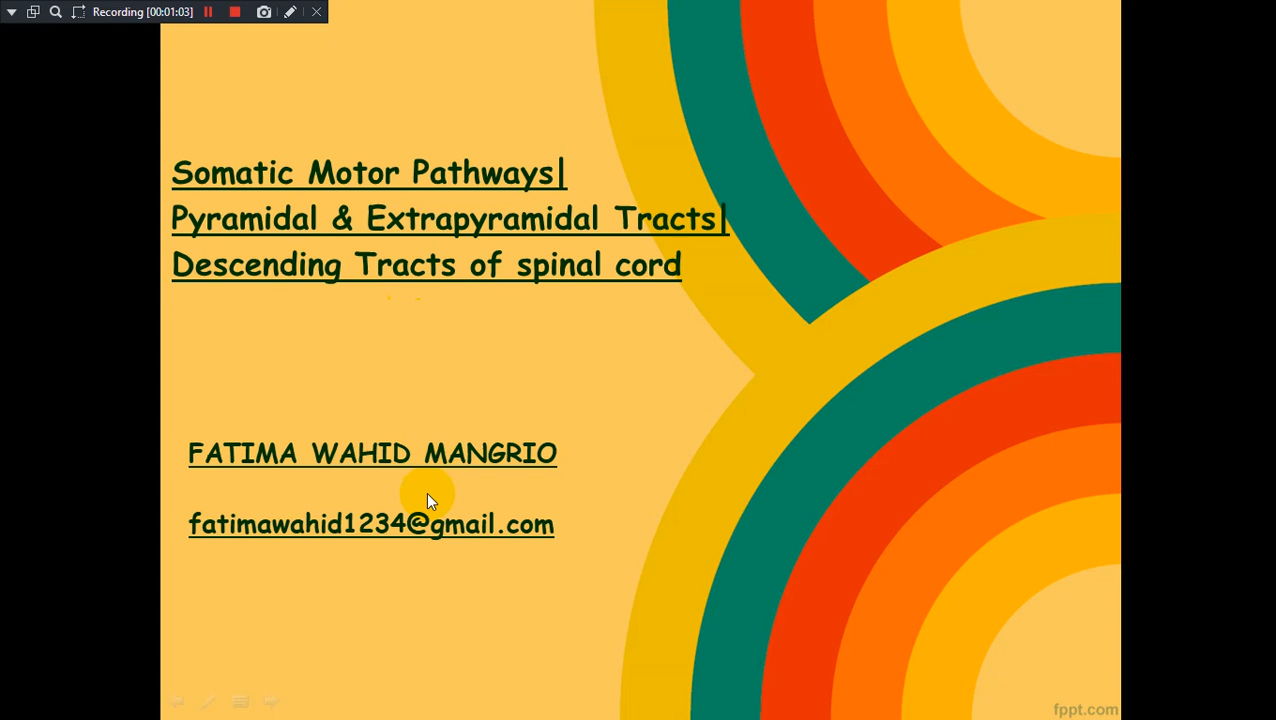 Recording [00:01:03]
Somatic Motor Pathways|
Pyramidal & Extrapyramidal Tracts|
Descending Tracts of spinal cord
FATIMA WAHID MANGRIO
fatimawahid1234@gmail.com
fppt.com